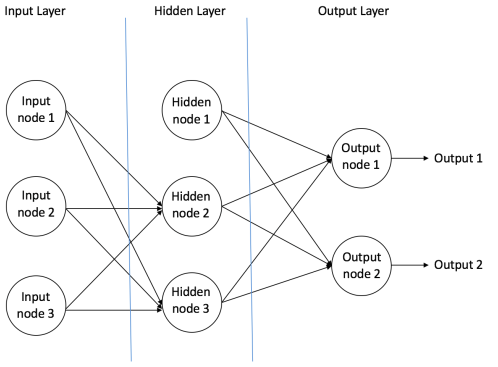 Input Layer
Hidden Layer
Output Layer
Input
node 1
Hidden
node 1
Output
node 1
Output 1
Input
node 2
Hidden
node 2
Output
node 2
Output 2
Input
node 3
Hidden
node 3